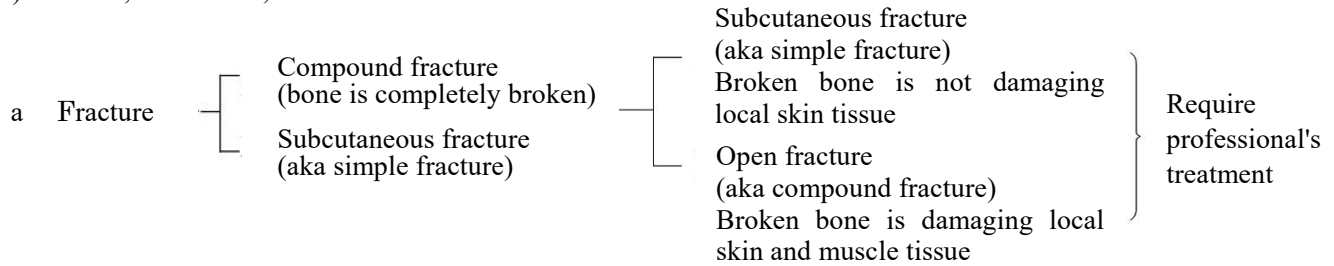 a Fracture
Compound fracture
(bone is completely broken)
Subcutaneous fracture
(aka simple fracture)
Subcutaneous fracture
(aka simple fracture)
Broken bone is not damaging
local skin tissue
Open fracture
(aka compound fracture)
Broken bone is damaging local
skin and muscle tissue
Require
professional's
treatment